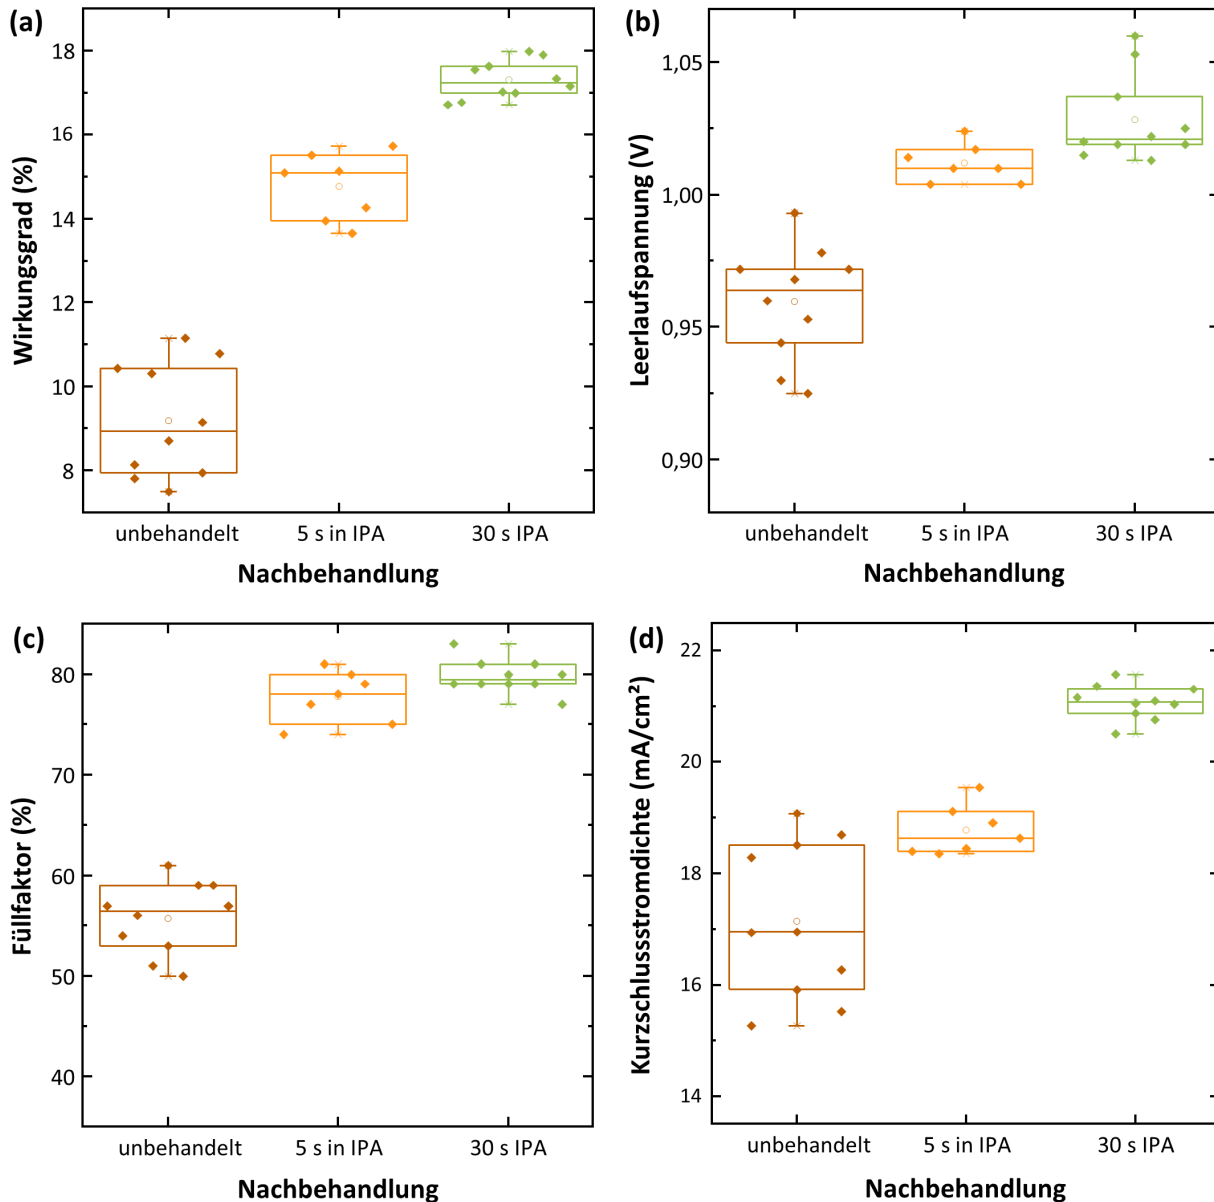 (a)
Wirkungsgrad (%)
18
16
14
12
10
8
unbehandelt
5 s in IPA
30 s IPA
Nachbehandlung
(b)
Leerlaufspannung (V)
1,05
1,00
0,95
0,90
unbehandelt
5 s in IPA
30 s IPA
Nachbehandlung
(c)
Füllfaktor (%)
80
70
60
50
40
unbehandelt
5 s in IPA
30 s IPA
Nachbehandlung
(d)
Kurzschlussstromdichte (mA/cm²)
22
20
18
16
14
unbehandelt
5 s in IPA
30 s IPA
Nachbehandlung